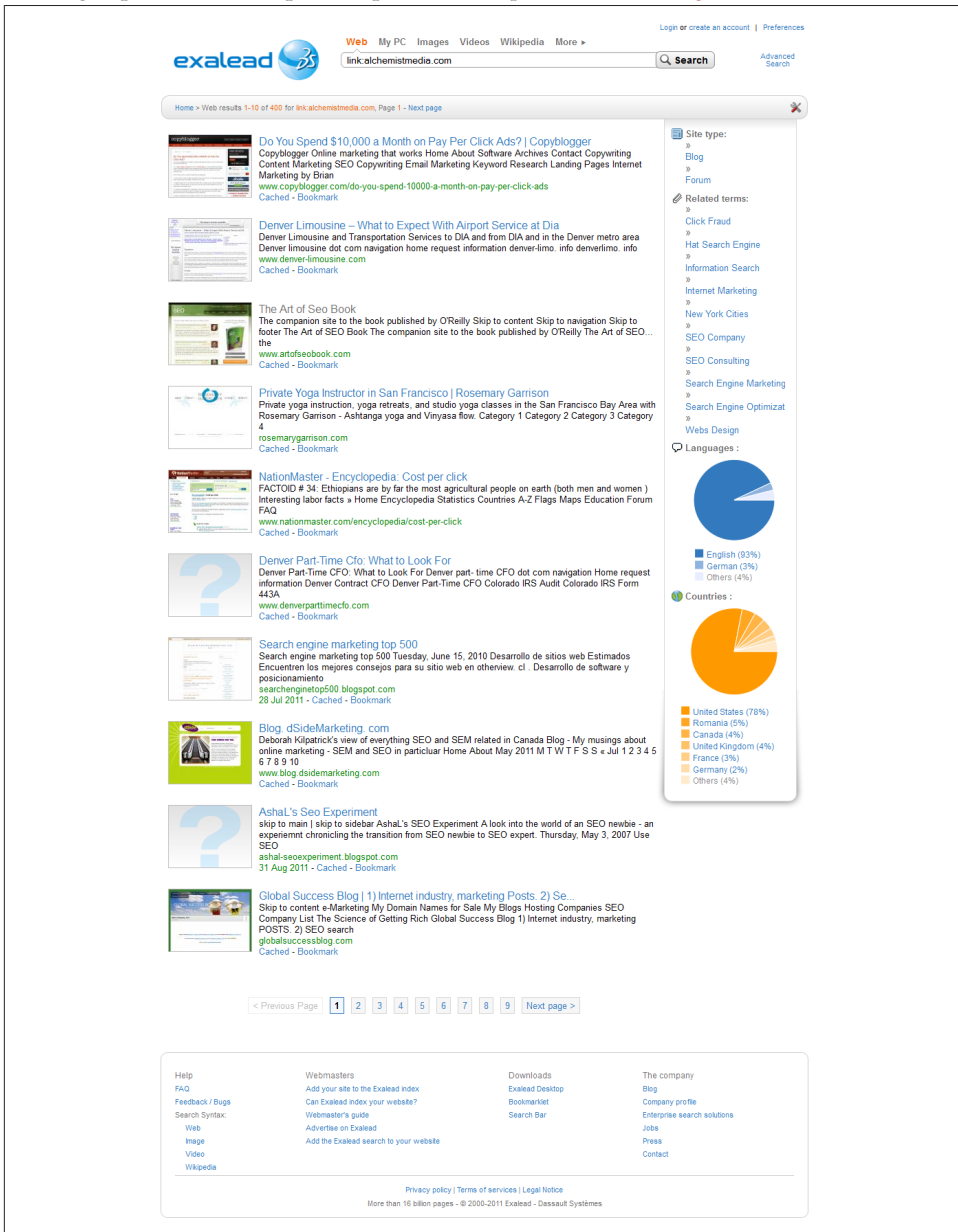 Login or create an account | Preferences
exalead
Web My PC Images Videos Wikipedia More ▸
link:alchemistmedia.com
Search
Advanced
Search
Home > Web results 1-10 of 400 for link:alchemistmedia.com, Page 1 - Next page
Do You Spend $10,000 a Month on Pay Per Click Ads? | Copyblogger
Copyblogger Online marketing that works Home About Software Archives Contact Copywriting
Content Marketing SEO Copywriting Email Marketing Keyword Research Landing Pages Internet
Marketing by Brian
www.copyblogger.com/do-you-spend-10000-a-month-on-pay-per-click-ads
Cached - Bookmark
Denver Limousine – What to Expect With Airport Service at Dia
Denver Limousine and Transportation Services to DIA and from DIA and in the Denver metro area
Denver limousine dot com navigation home request information denver-limo. info denverlimo. info
www.denver-limousine.com
Cached - Bookmark
The Art of Seo Book
The companion site to the book published by O'Reilly Skip to content Skip to navigation Skip to
footer The Art of SEO Book The companion site to the book published by O'Reilly The Art of SEO...
the
www.artofseobook.com
Cached - Bookmark
Private Yoga Instructor in San Francisco | Rosemary Garrison
Private yoga instruction, yoga retreats, and studio yoga classes in the San Francisco Bay Area with
Rosemary Garrison - Ashtanga yoga and Vinyasa flow. Category 1 Category 2 Category 3 Category
4
rosemarygarrison.com
Cached - Bookmark
NationMaster - Encyclopedia: Cost per click
FACTOID # 34: Ethiopians are by far the most agricultural people on earth (both men and women )
Interesting labor facts » Home Encyclopedia Statistics Countries A-Z Flags Maps Education Forum
FAQ
www.nationmaster.com/encyclopedia/cost-per-click
Cached - Bookmark
Denver Part-Time Cfo: What to Look For
Denver Part-Time CFO: What to Look For Denver part- time CFO dot com navigation Home request
information Denver Contract CFO Denver Part-Time CFO Colorado IRS Audit Colorado IRS Form
443A
www.denverparttimecfo.com
Cached - Bookmark
Search engine marketing top 500
Search engine marketing top 500 Tuesday, June 15, 2010 Desarrollo de sitios web Estimados
Encuentren los mejores consejos para su sitio web en otherview. cl . Desarrollo de software y
posicionamiento
searchenginetop500.blogspot.com
28 Jul 2011 - Cached - Bookmark
Blog. dSideMarketing. com
Deborah Kilpatrick's view of everything SEO and SEM related in Canada Blog - My musings about
online marketing - SEM and SEO in particluar Home About May 2011 M T W T F S S « Jul 1 2 3 4 5
6 7 8 9 10
www.blog.dsidemarketing.com
Cached - Bookmark
AshaL's Seo Experiment
skip to main | skip to sidebar AshaL's SEO Experiment A look into the world of an SEO newbie - an
experiemnt chronicling the transition from SEO newbie to SEO expert. Thursday, May 3, 2007 Use
SEO
ashal-seoexperiment.blogspot.com
31 Aug 2011 - Cached - Bookmark
Global Success Blog | 1) Internet industry, marketing Posts. 2) Se...
Skip to content e-Marketing My Domain Names for Sale My Blogs Hosting Companies SEO
Company List The Science of Getting Rich Global Success Blog 1) Internet industry, marketing
POSTS. 2) SEO search
globalsuccessblog.com
Cached - Bookmark
Site type:
»
Blog
»
Forum
Related terms:
»
Click Fraud
»
Hat Search Engine
»
Information Search
»
Internet Marketing
»
New York Cities
»
SEO Company
»
SEO Consulting
»
Search Engine Marketing
»
Search Engine Optimizat
»
Webs Design
Languages :
English (93%)
German (3%)
Others (4%)
Countries :
United States (78%)
Romania (5%)
Canada (4%)
United Kingdom (4%)
France (3%)
Germany (2%)
Others (4%)
< Previous Page 1 2 3 4 5 6 7 8 9 Next page >
Help
FAQ
Feedback / Bugs
Search Syntax:
Web
Image
Video
Wikipedia
Webmasters
Add your site to the Exalead index
Can Exalead index your website?
Webmaster's guide
Advertise on Exalead
Add the Exalead search to your website
Downloads
Exalead Desktop
Bookmarklet
Search Bar
The company
Blog
Company profile
Enterprise search solutions
Jobs
Press
Contact
Privacy policy | Terms of services | Legal Notice
More than 16 billion pages - © 2000-2011 Exalead - Dassault Systèmes